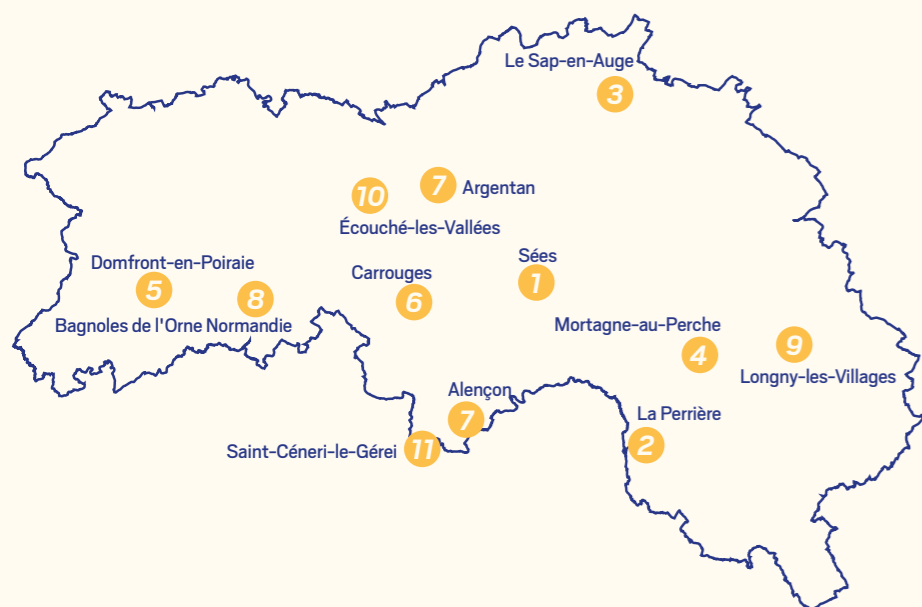 Le Sap-en-Auge
3
7
Argentan
10
Écouché-les-Vallées
Sées
1
Domfront-en-Poiraie
5
Carrouges
6
8
Bagnoles de l'Orne Normandie
Mortagne-au-Perche
4
9
Longny-les-Villages
Alençon
7
La Perrière
2
Saint-Céneri-le-Gérei
11